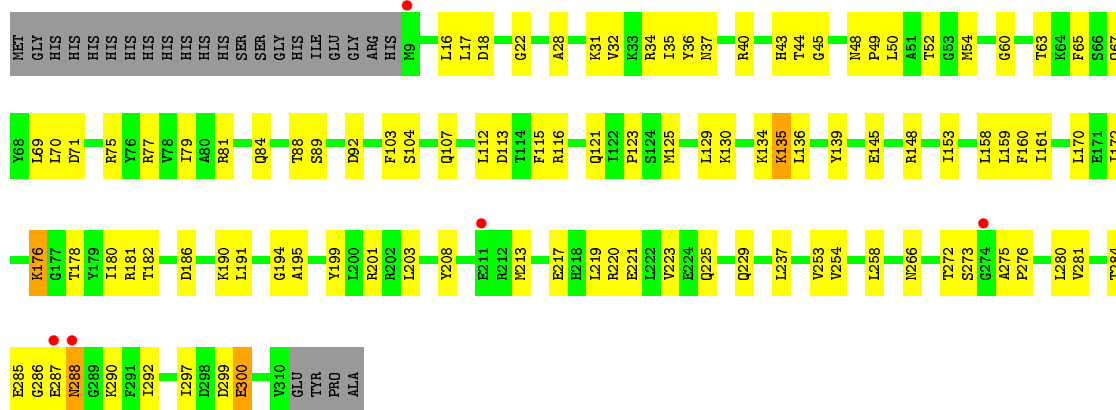 MET GLY HIS HIS HIS HIS HIS HIS HIS HIS HIS HIS SER SER GLY HIS ILE GLU GLY ARG HIS M9 L16 L17 D18 G22 A28 K31 V32 K33 R34 I35 Y36 N37 R40 H43 T44 G45 N48 P49 L50 A51 T52 G53 M54 G60 T63 K64 F65 S66 Q67
Y68 L69 L70 D71 R75 Y76 R77 V78 I79 A80 R81 Q84 T88 S89 D92 F103 S104 Q107 L112 D113 T114 F115 R116 Q121 I122 P123 S124 M125 L129 K130 K134 K135 L136 Y139 E145 R148 I153 L158 L159 F160 I161 L170 E171 I172
K176 G177 T178 Y179 I180 R181 T182 D186 K190 L191 G194 A195 Y199 L200 R201 R202 L203 Y208 E211 R212 M213 E217 H218 L219 R220 E221 L222 V223 E224 Q225 Q229 L237 V253 V254 L258 N266 T272 S273 G274 A275 P276 L280 V281 T284
E285 G286 E287 N288 G289 K290 F291 I292 I297 D298 D299 E300 V310 GLU TYR PRO ALA